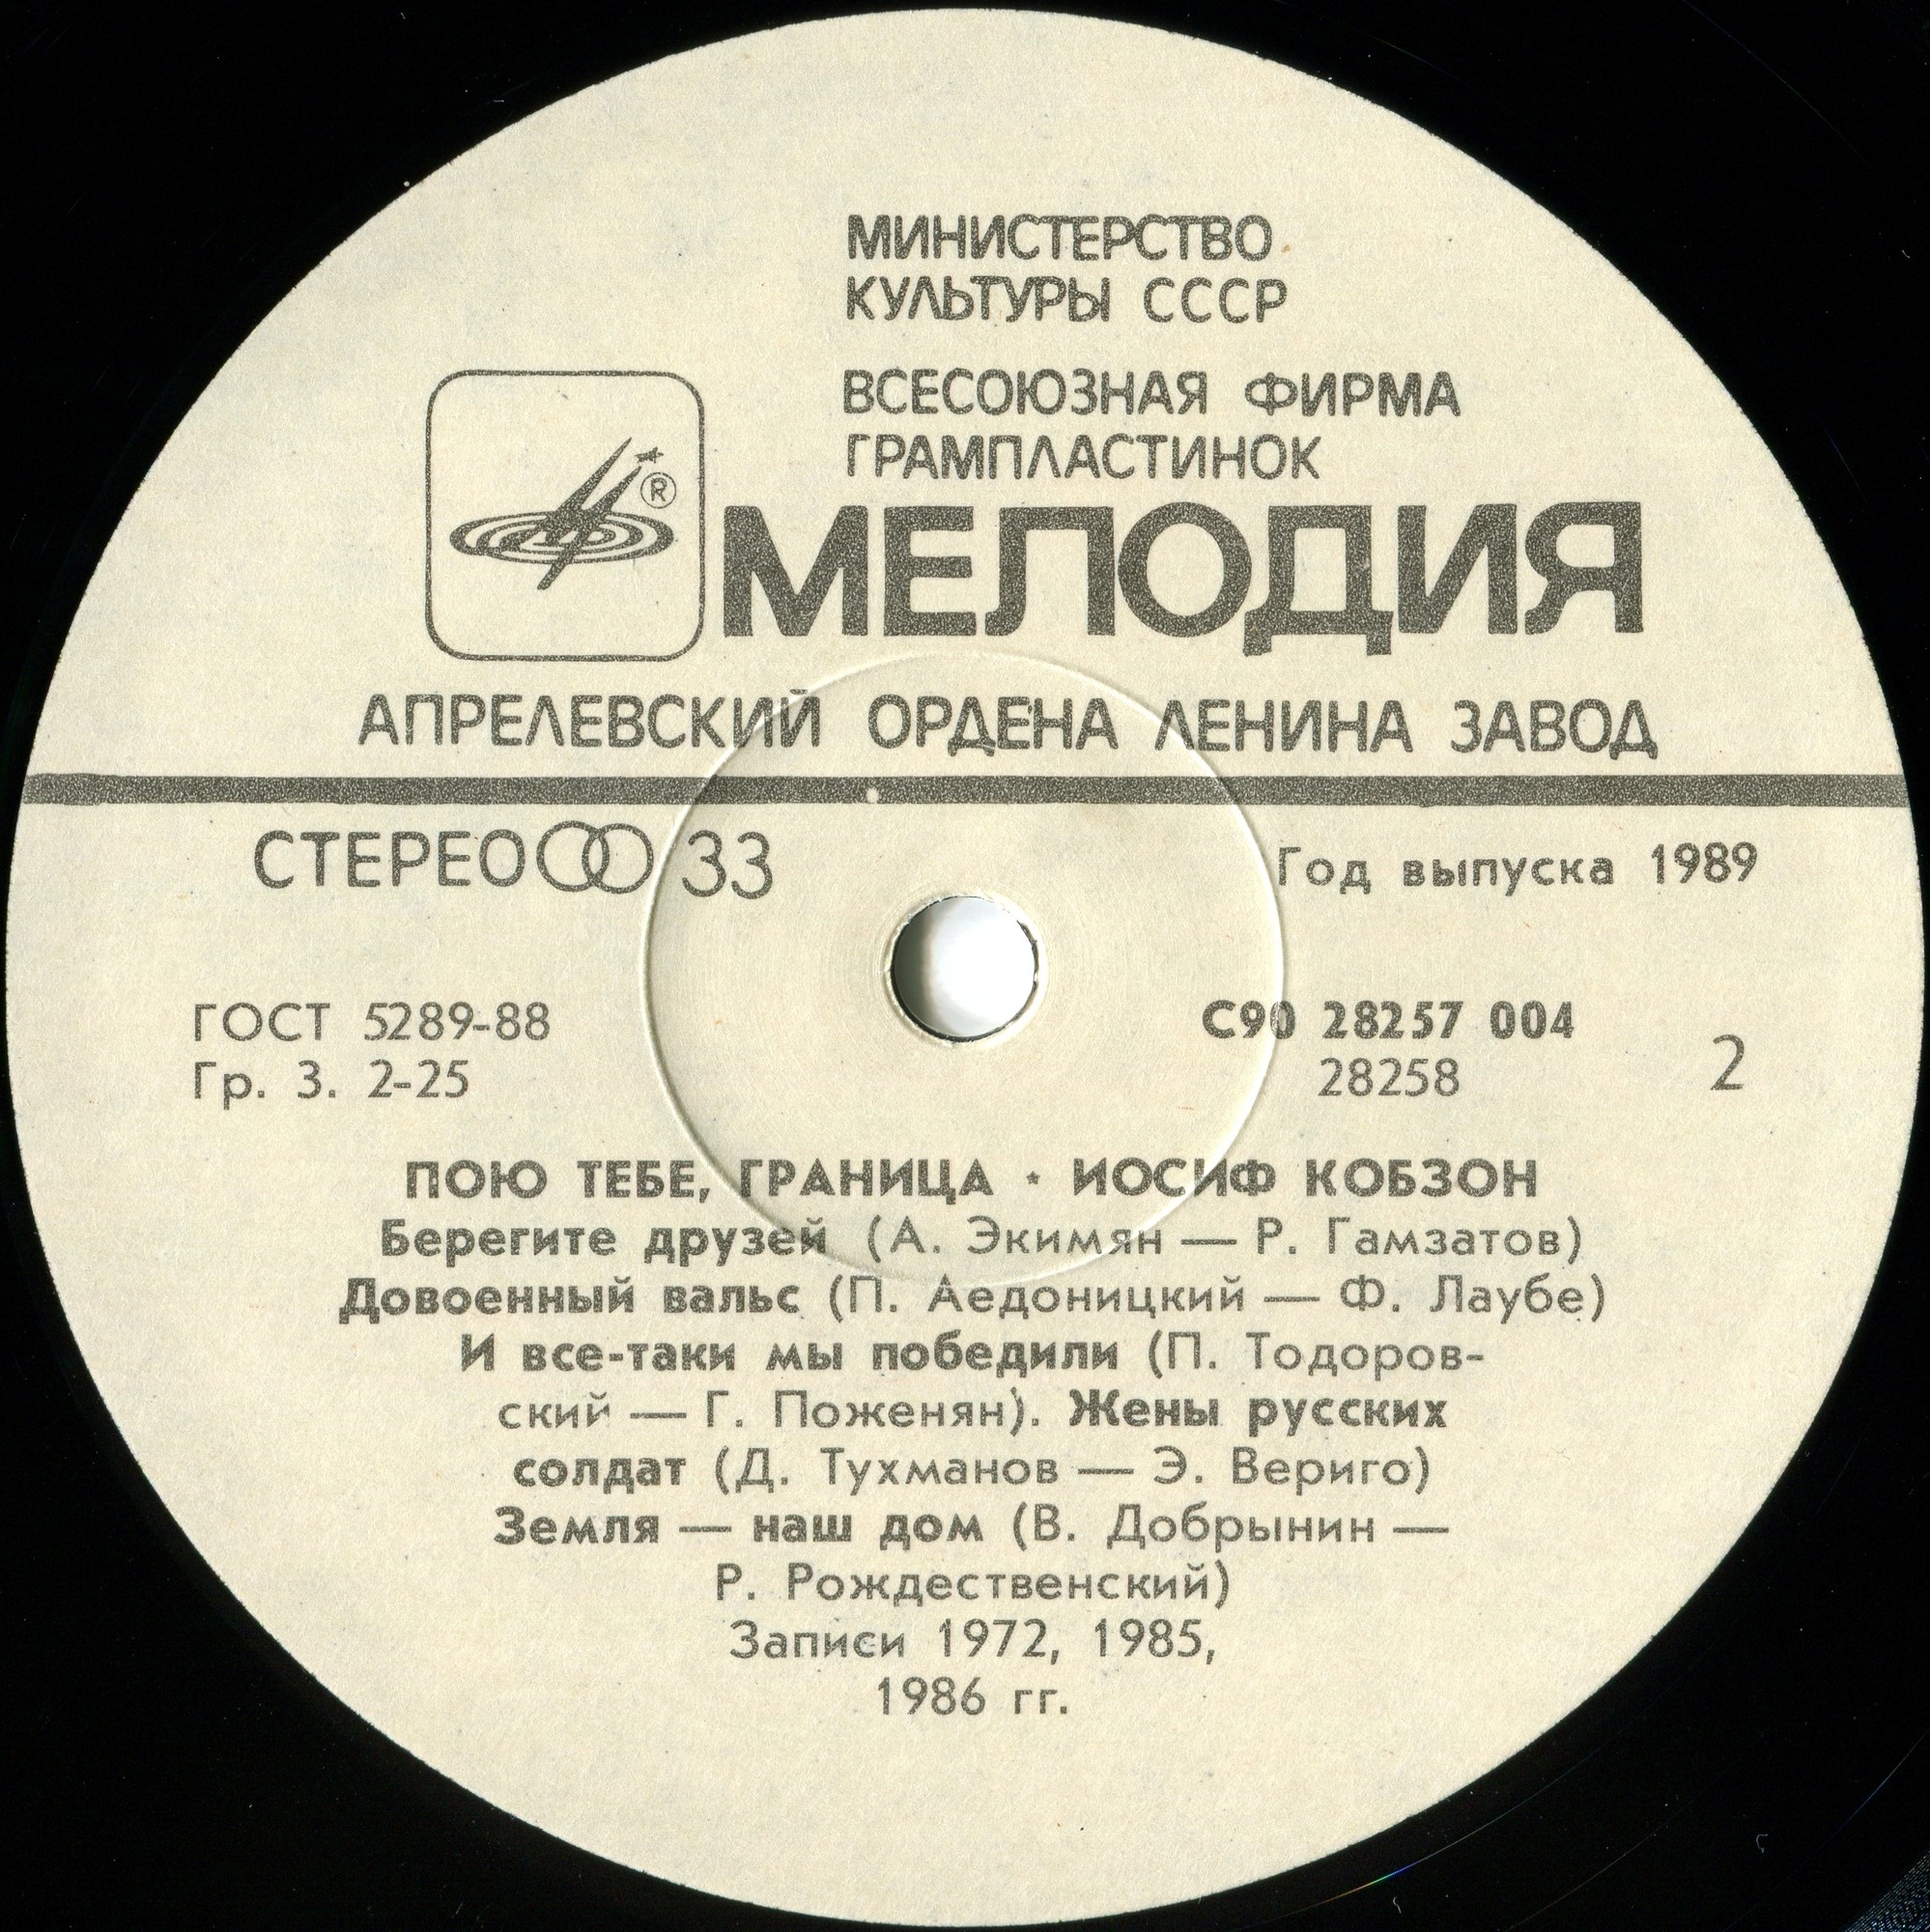 МИНИСТЕРСТВО
КУЛЬТУРЫ СССР
ВСЕСОЮЗНАЯ ФИРМА
ГРАМПЛАСТИНОК
®
МЕЛОДИЯ
АПРЕЛЕВСКИЙ ОРДЕНА ЛЕНИНА ЗАВОД
СТЕРЕО 33
Год выпуска 1989
ГОСТ 5289-88
Гр. 3. 2-25
С90 28257 004
28258
2
ПОЮ ТЕБЕ, ГРАНИЦА • ИОСИФ КОБЗОН
Берегите друзей (А. Экимян — Р. Гамзатов)
Довоенный вальс (П. Аедоницкий — Ф. Лаубе)
И все-таки мы победили (П. Тодоров-
ский — Г. Поженян). Жены русских
солдат (Д. Тухманов — Э. Вериго)
Земля — наш дом (В. Добрынин —
Р. Рождественский)
Записи 1972, 1985,
1986 гг.